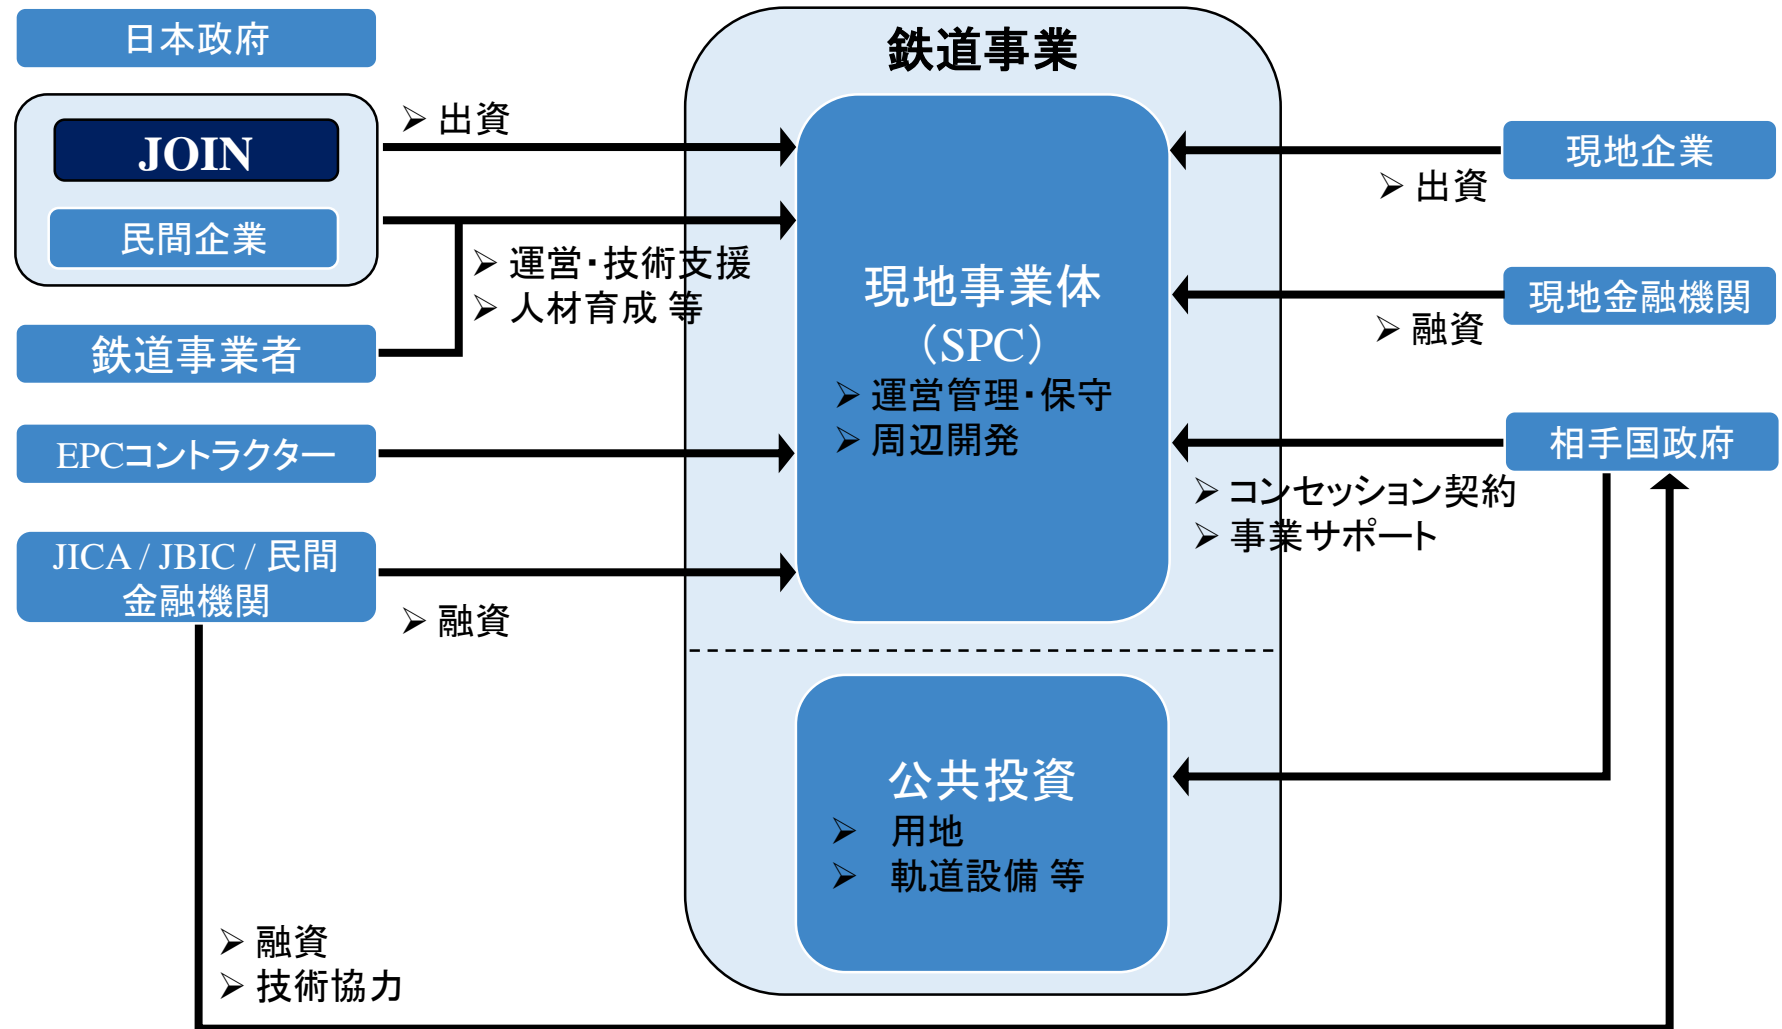 日本政府
鉄道事業
JOIN
民間企業
➢ 出資
➢ 運営・技術支援
➢ 人材育成 等
鉄道事業者
EPCコントラクター
JICA / JBIC / 民間
金融機関
➢ 融資
➢ 融資
➢ 技術協力
現地事業体
（SPC）
➢ 運営管理・保守
➢ 周辺開発
公共投資
➢ 用地
➢ 軌道設備 等
現地企業
➢ 出資
現地金融機関
➢ 融資
相手国政府
➢ コンセッション契約
➢ 事業サポート